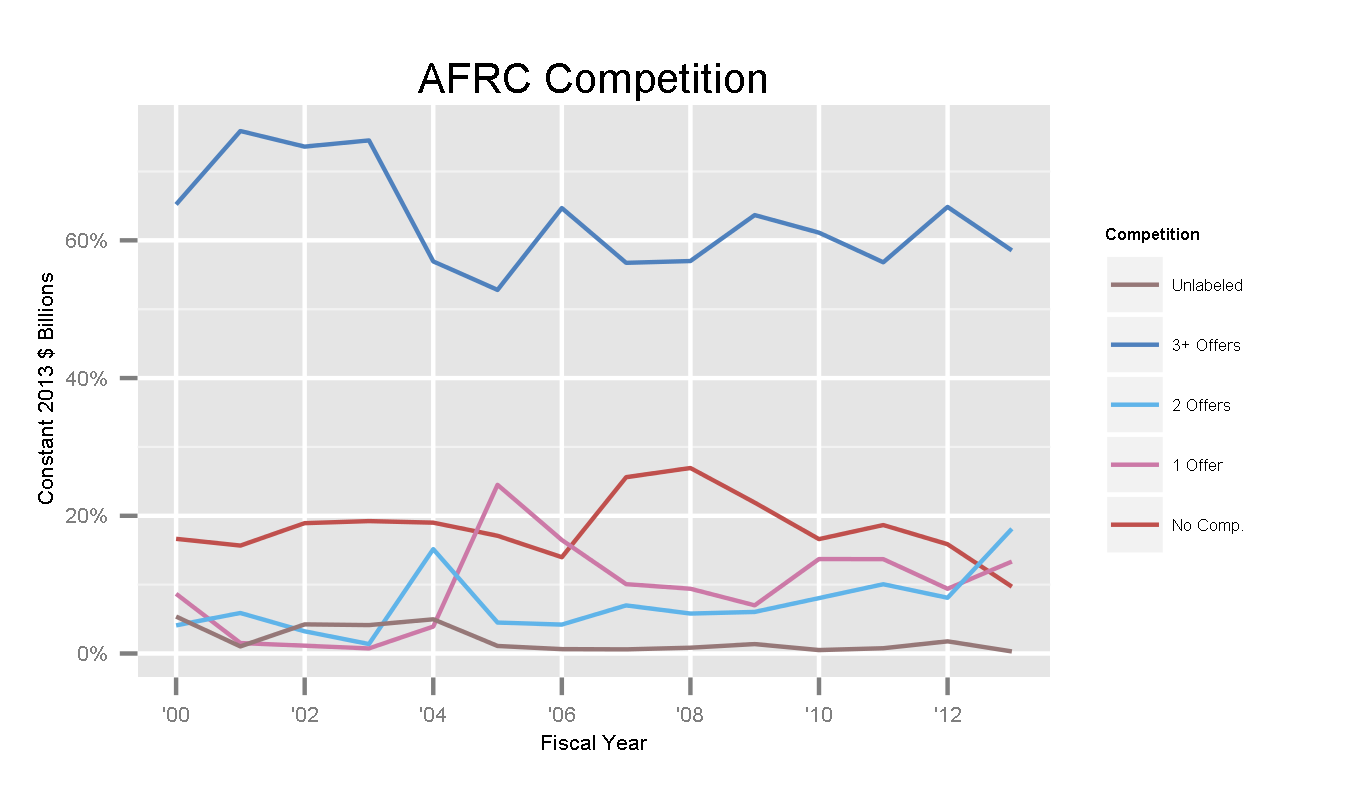 AFRC Competition
60%
40%
20%
0%
Constant 2013 $ Billions
'00 '02 '04 '06 '08 '10 '12
Fiscal Year
Competition
Unlabeled
3+ Offers
2 Offers
1 Offer
No Comp.